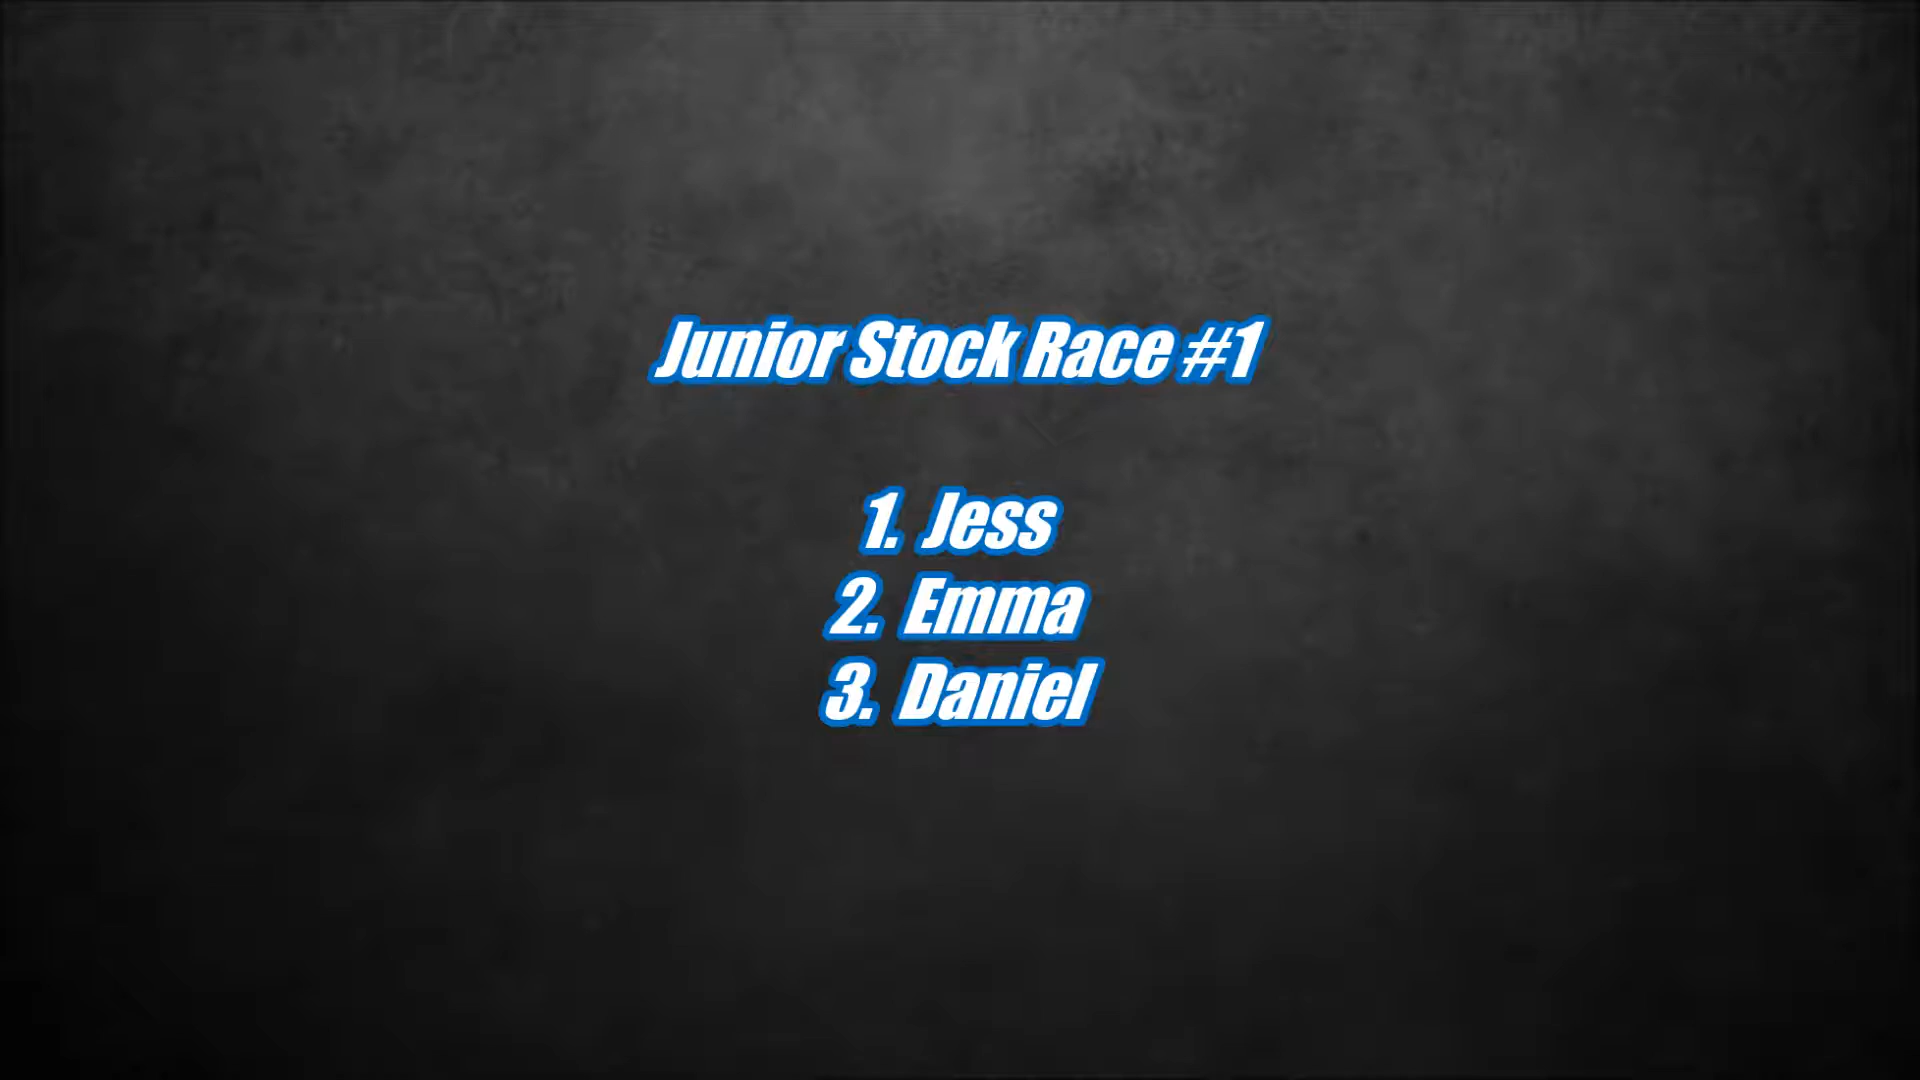 Junior Stock Race #1
1. Jess
2. Emma
3. Daniel